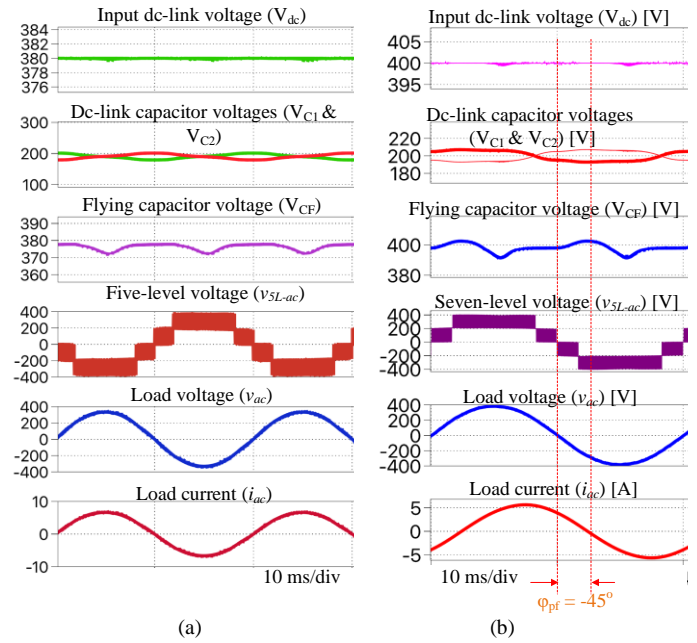 Input dc-link voltage (Vdc)
384
382
380
378
376
Dc-link capacitor voltages (VC1 &
VC2)
300
200
100
Flying capacitor voltage (VCF)
390
380
370
360
Five-level voltage (v5L-ac)
400
200
0
-200
-400
Load voltage (vac)
400
200
0
-200
-400
Load current (iac)
10
0
-10
10 ms/div
(a)
Input dc-link voltage (Vdc) [V]
405
400
395
Dc-link capacitor voltages
(VC1 & VC2) [V]
220
200
180
Flying capacitor voltage (VCF) [V]
400
380
Seven-level voltage (v5L-ac) [V]
400
200
0
-200
-400
Load voltage (vac) [V]
400
200
0
-200
-400
Load current (iac) [A]
5
0
-5
10 ms/div
φpf = -45°
(b)